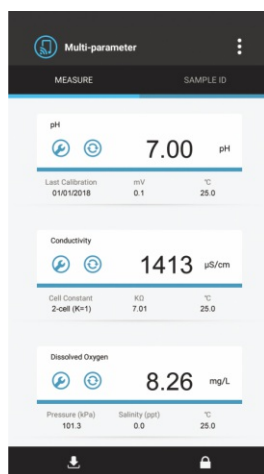 Multi-parameter
MEASURE SAMPLE ID
pH
7.00 pH
Last Calibration mV °C
01/01/2018 0.1 25.0
Conductivity
1413 µS/cm
Cell Constant KΩ °C
2-cell (K=1) 7.01 25.0
Dissolved Oxygen
8.26 mg/L
Pressure (kPa) Salinity (ppt) °C
101.3 0.0 25.0